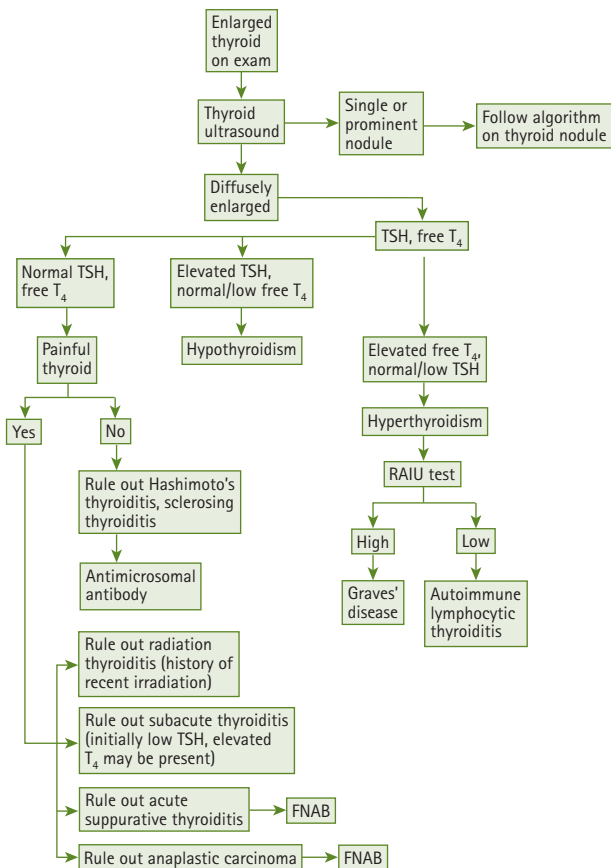 Enlarged
thyroid
on exam
Thyroid
ultrasound
Single or
prominent
nodule
Follow algorithm
on thyroid nodule
Diffusely
enlarged
TSH, free T₄
Normal TSH,
free T₄
Elevated TSH,
normal/low free T₄
Painful
thyroid
Hypothyroidism
Elevated free T₄,
normal/low TSH
Yes
No
Hyperthyroidism
Rule out Hashimoto's
thyroiditis, sclerosing
thyroiditis
RAIU test
High
Low
Antimicrosomal
antibody
Graves'
disease
Autoimmune
lymphocytic
thyroiditis
Rule out radiation
thyroiditis (history of
recent irradiation)
Rule out subacute thyroiditis
(initially low TSH, elevated
T₄ may be present)
Rule out acute
suppurative thyroiditis
FNAB
Rule out anaplastic carcinoma
FNAB